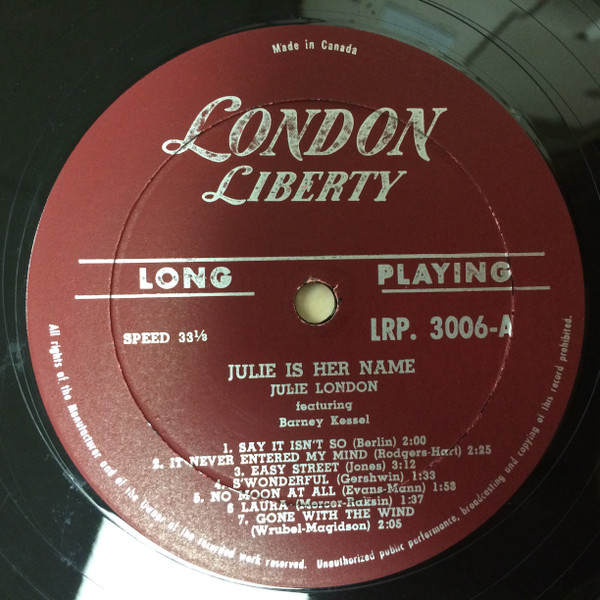 Made in Canada
LONDON
LIBERTY
LONG PLAYING
SPEED 33⅓ LRP. 3006-A
JULIE IS HER NAME
JULIE LONDON
featuring
Barney Kessel
1. SAY IT ISN'T SO (Berlin) 2:00
2. IT NEVER ENTERED MY MIND (Rodgers-Hart) 2:25
3. EASY STREET (Jones) 3:12
4. S'WONDERFUL (Gershwin) 1:33
5. NO MOON AT ALL (Evans-Mann) 1:58
6 LAURA (Mercer-Raksin) 1:37
7. GONE WITH THE WIND
(Wrubel-Magidson) 2:05
All rights of the Manufacturer and of the Owner of the recorded work reserved. Unauthorized public performance, broadcasting and copying of this record prohibited.